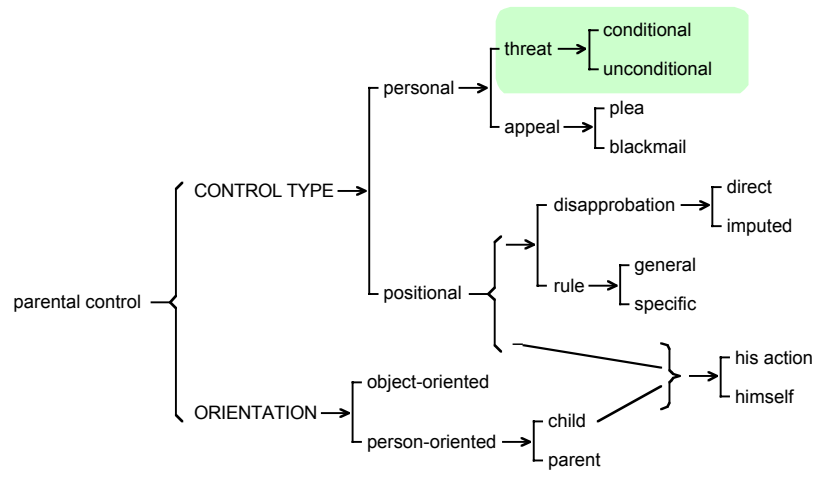 conditional
threat
unconditional
personal
plea
appeal
blackmail
CONTROL TYPE
direct
disapprobation
imputed
general
positional
rule
specific
parental control
his action
object-oriented
himself
ORIENTATION
child
person-oriented
parent